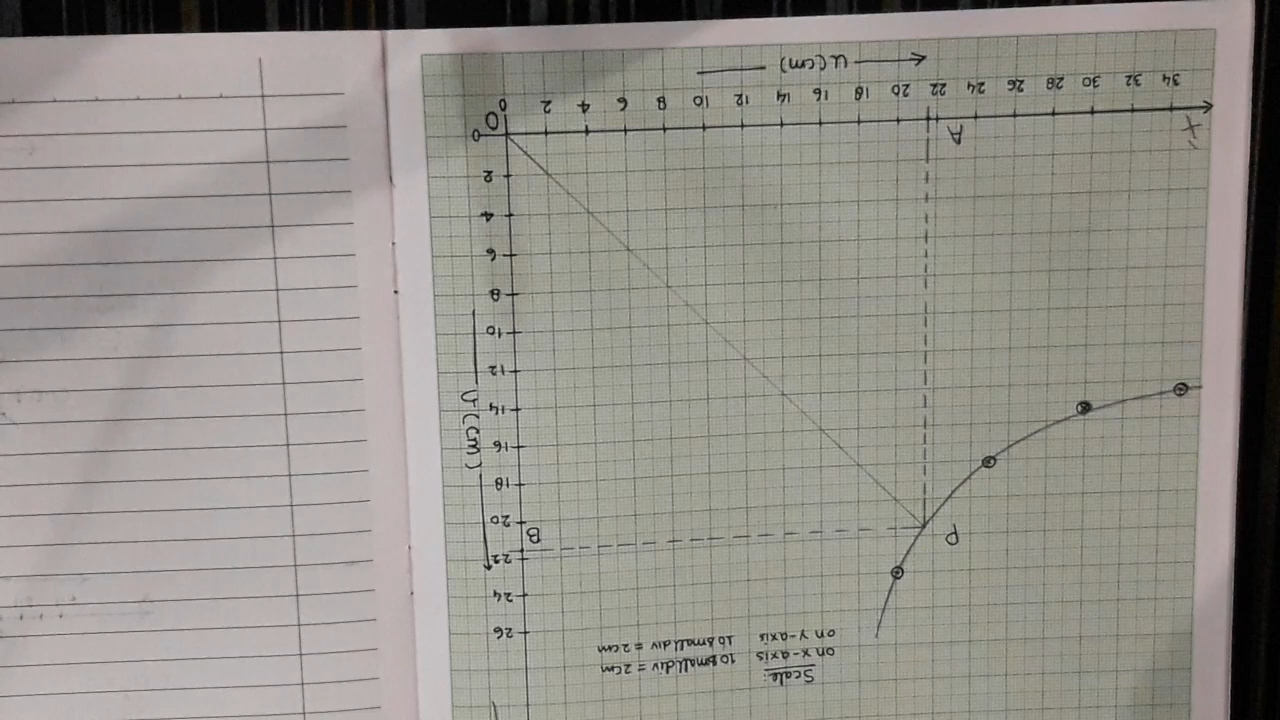 Scale:
on x-axis 10 small div = 2cm
on y-axis 10 small div = 2cm
26
24
22
P
B
20
18
16
v (cm)
14
12
10
8
6
4
2
0
X' A O
34 32 30 28 26 24 22 20 18 16 14 12 10 8 6 4 2 0
U (cm)